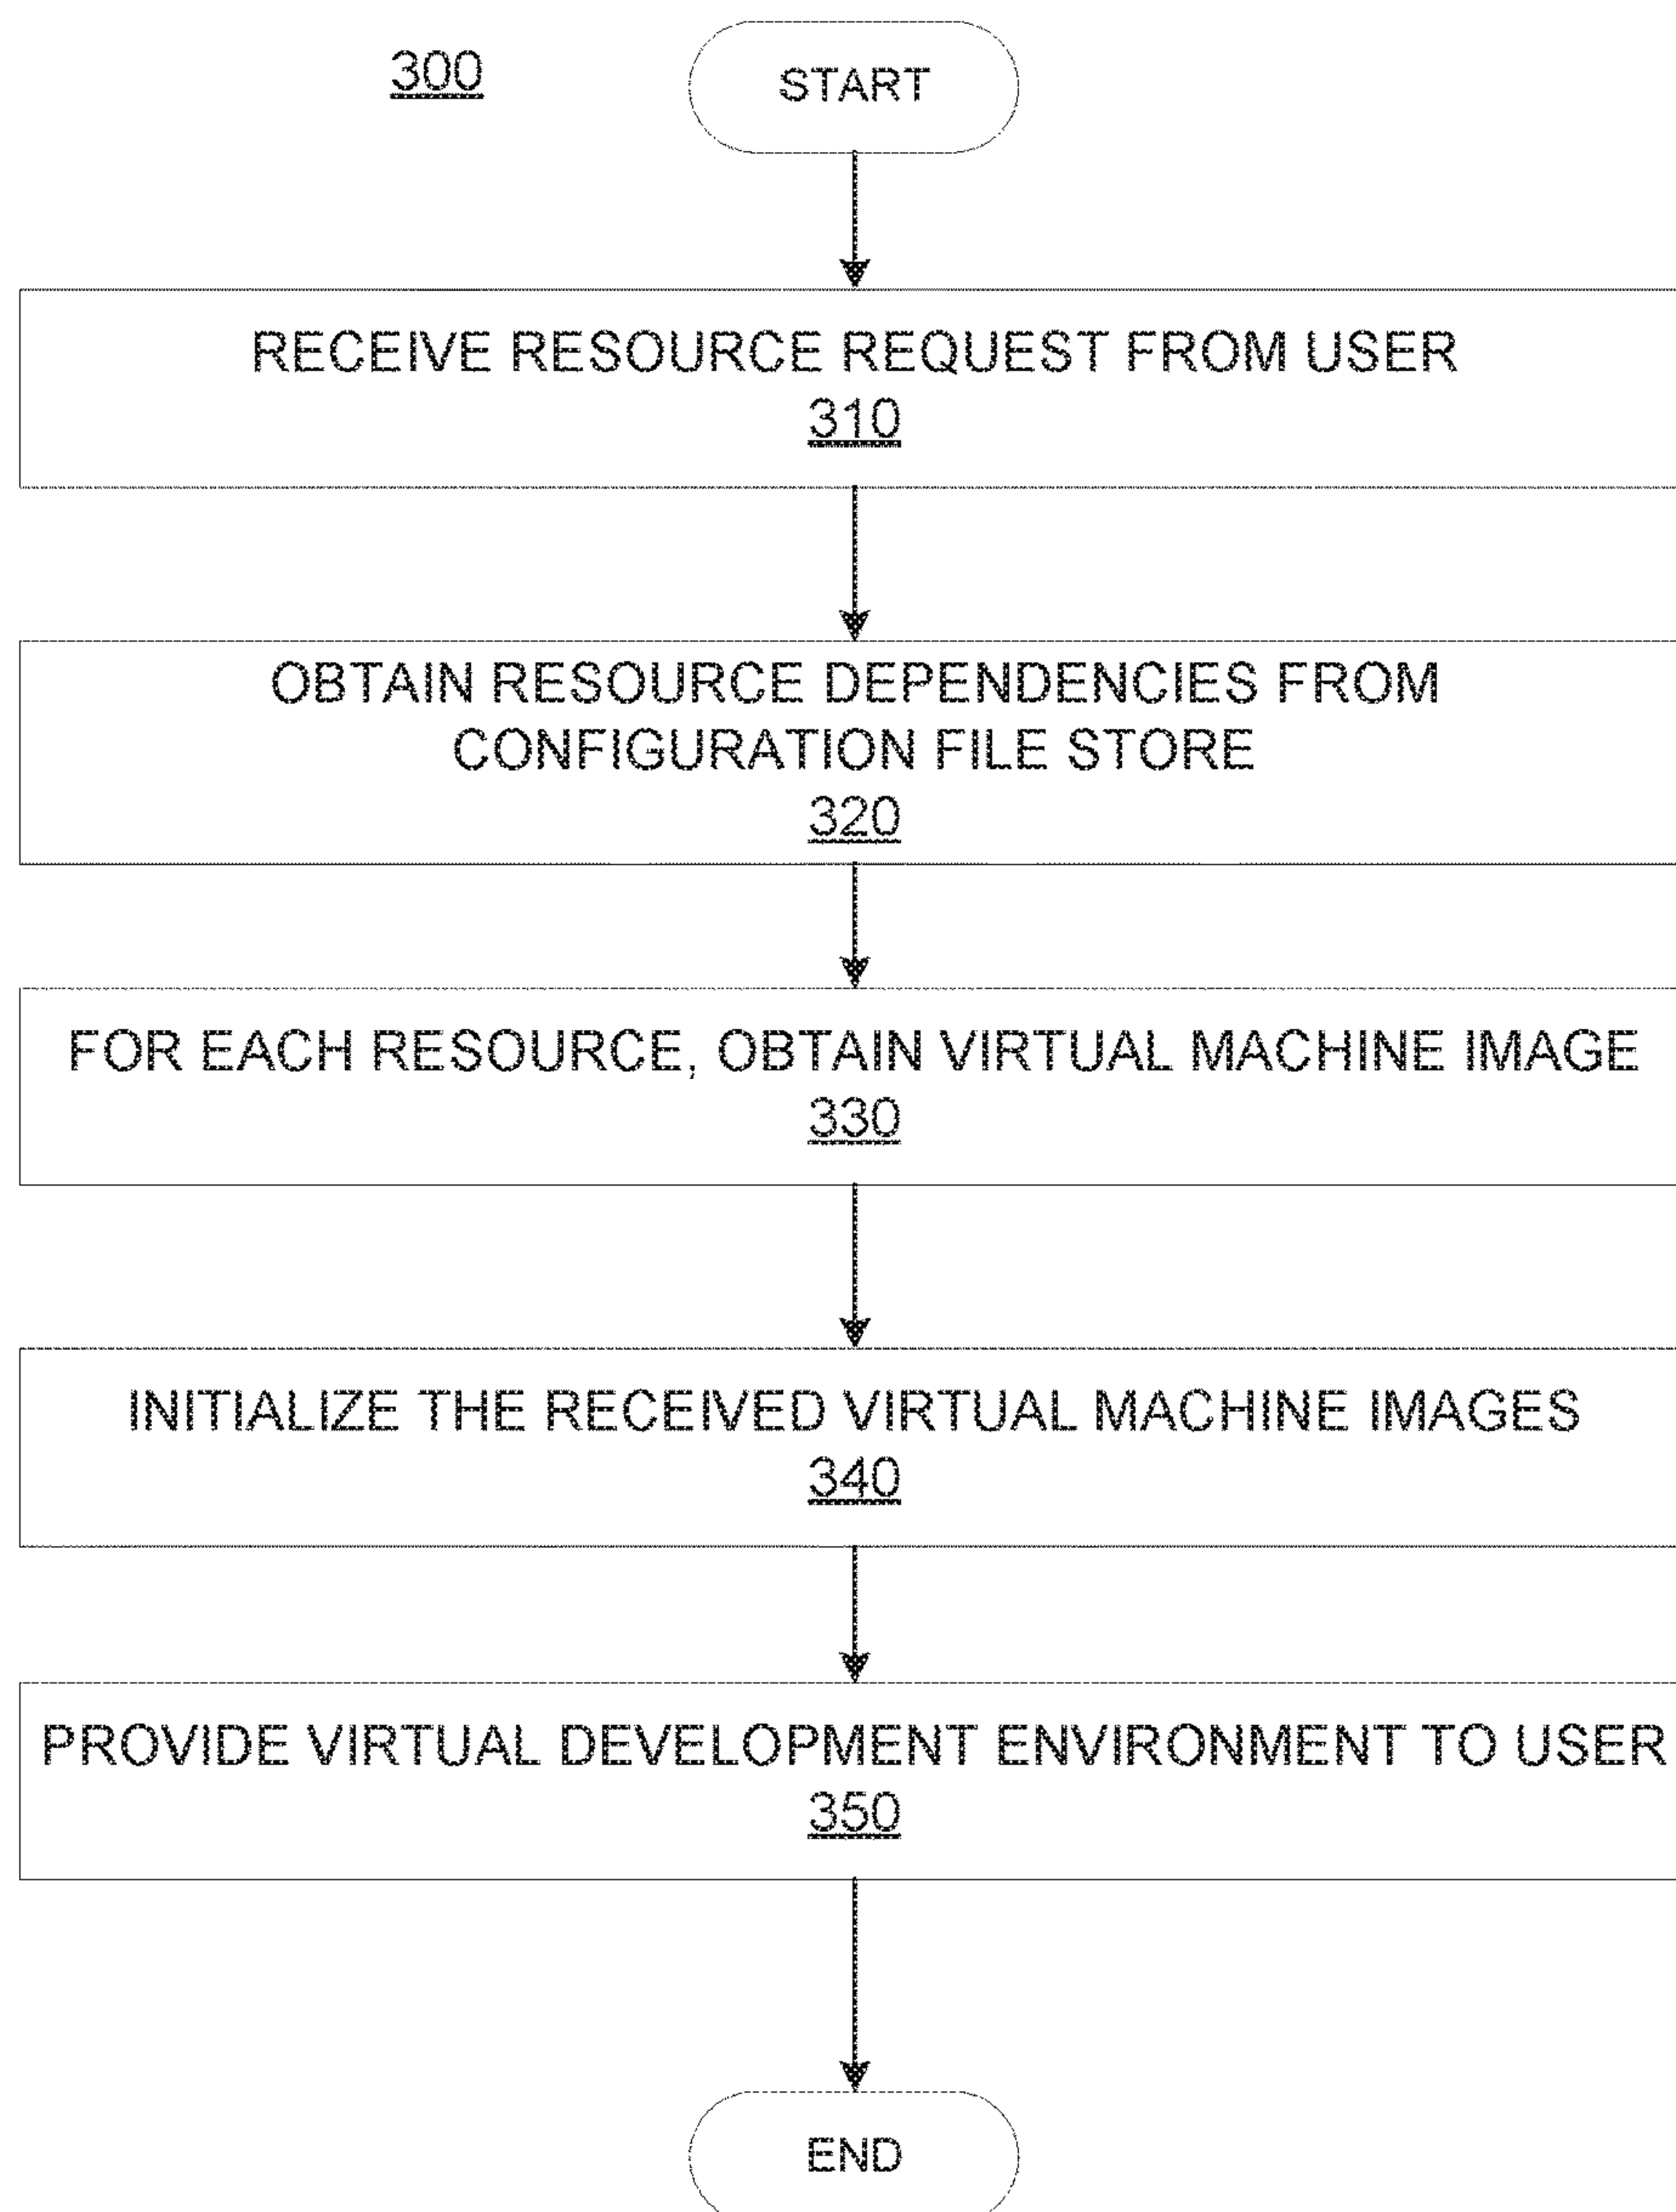 300
START
RECEIVE RESOURCE REQUEST FROM USER
310
OBTAIN RESOURCE DEPENDENCIES FROM
CONFIGURATION FILE STORE
320
FOR EACH RESOURCE, OBTAIN VIRTUAL MACHINE IMAGE
330
INITIALIZE THE RECEIVED VIRTUAL MACHINE IMAGES
340
PROVIDE VIRTUAL DEVELOPMENT ENVIRONMENT TO USER
350
END